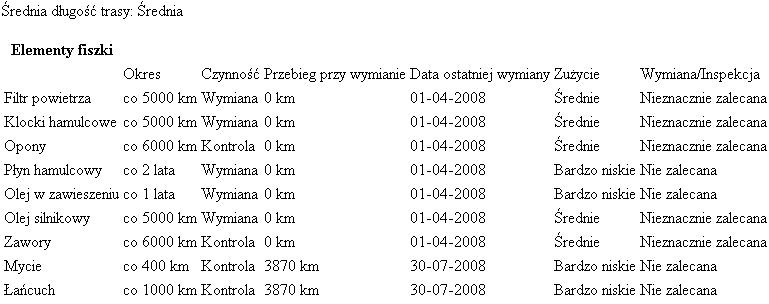 Średnia długość trasy: Średnia
Elementy fiszki
Okres Czynność Przebieg przy wymianie Data ostatniej wymiany Zużycie Wymiana/Inspekcja
Filtr powietrza co 5000 km Wymiana 0 km 01-04-2008 Średnie Nieznacznie zalecana
Klocki hamulcowe co 5000 km Wymiana 0 km 01-04-2008 Średnie Nieznacznie zalecana
Opony co 6000 km Kontrola 0 km 01-04-2008 Średnie Nieznacznie zalecana
Płyn hamulcowy co 2 lata Wymiana 0 km 01-04-2008 Bardzo niskie Nie zalecana
Olej w zawieszeniu co 1 lata Wymiana 0 km 01-04-2008 Bardzo niskie Nie zalecana
Olej silnikowy co 5000 km Wymiana 0 km 01-04-2008 Średnie Nieznacznie zalecana
Zawory co 6000 km Kontrola 0 km 01-04-2008 Średnie Nieznacznie zalecana
Mycie co 400 km Kontrola 3870 km 30-07-2008 Bardzo niskie Nie zalecana
Łańcuch co 1000 km Kontrola 3870 km 30-07-2008 Bardzo niskie Nie zalecana